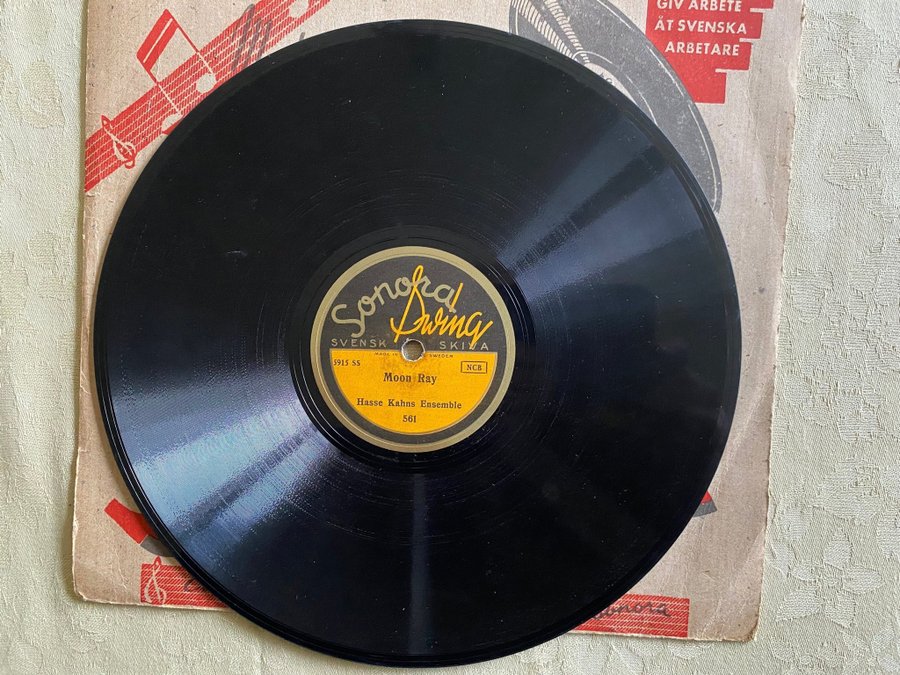 GIV ARBETE
ÅT SVENSKA
ARBETARE
Sonora
Swing
SVENSK SKIVA
MADE IN SWEDEN
5915 SS
NCB
Moon Ray
Hasse Kahns Ensemble
561
Sonora